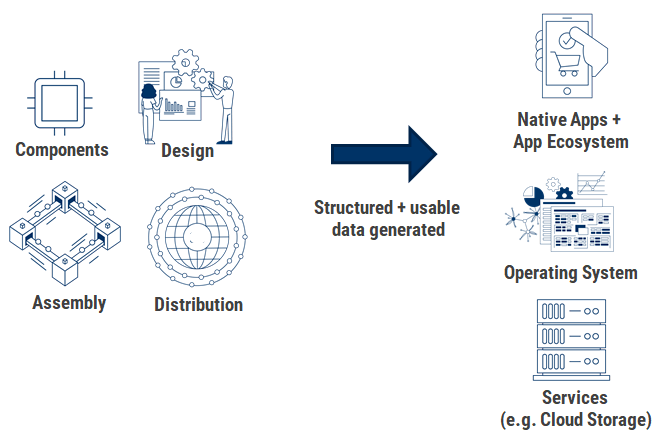 Components
Design
Assembly
Distribution
Structured + usable
data generated
Native Apps +
App Ecosystem
Operating System
Services
(e.g. Cloud Storage)